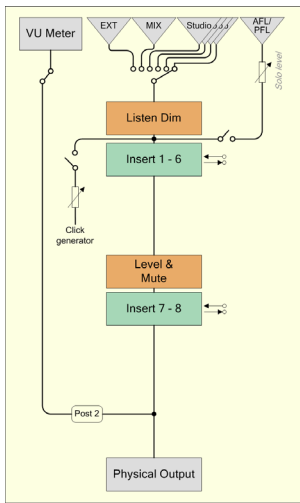 VU Meter
EXT
MIX
Studio
AFL/
PFL
Solo level
Listen Dim
Insert 1 - 6
Click
generator
Level &
Mute
Insert 7 - 8
Post 2
Physical Output